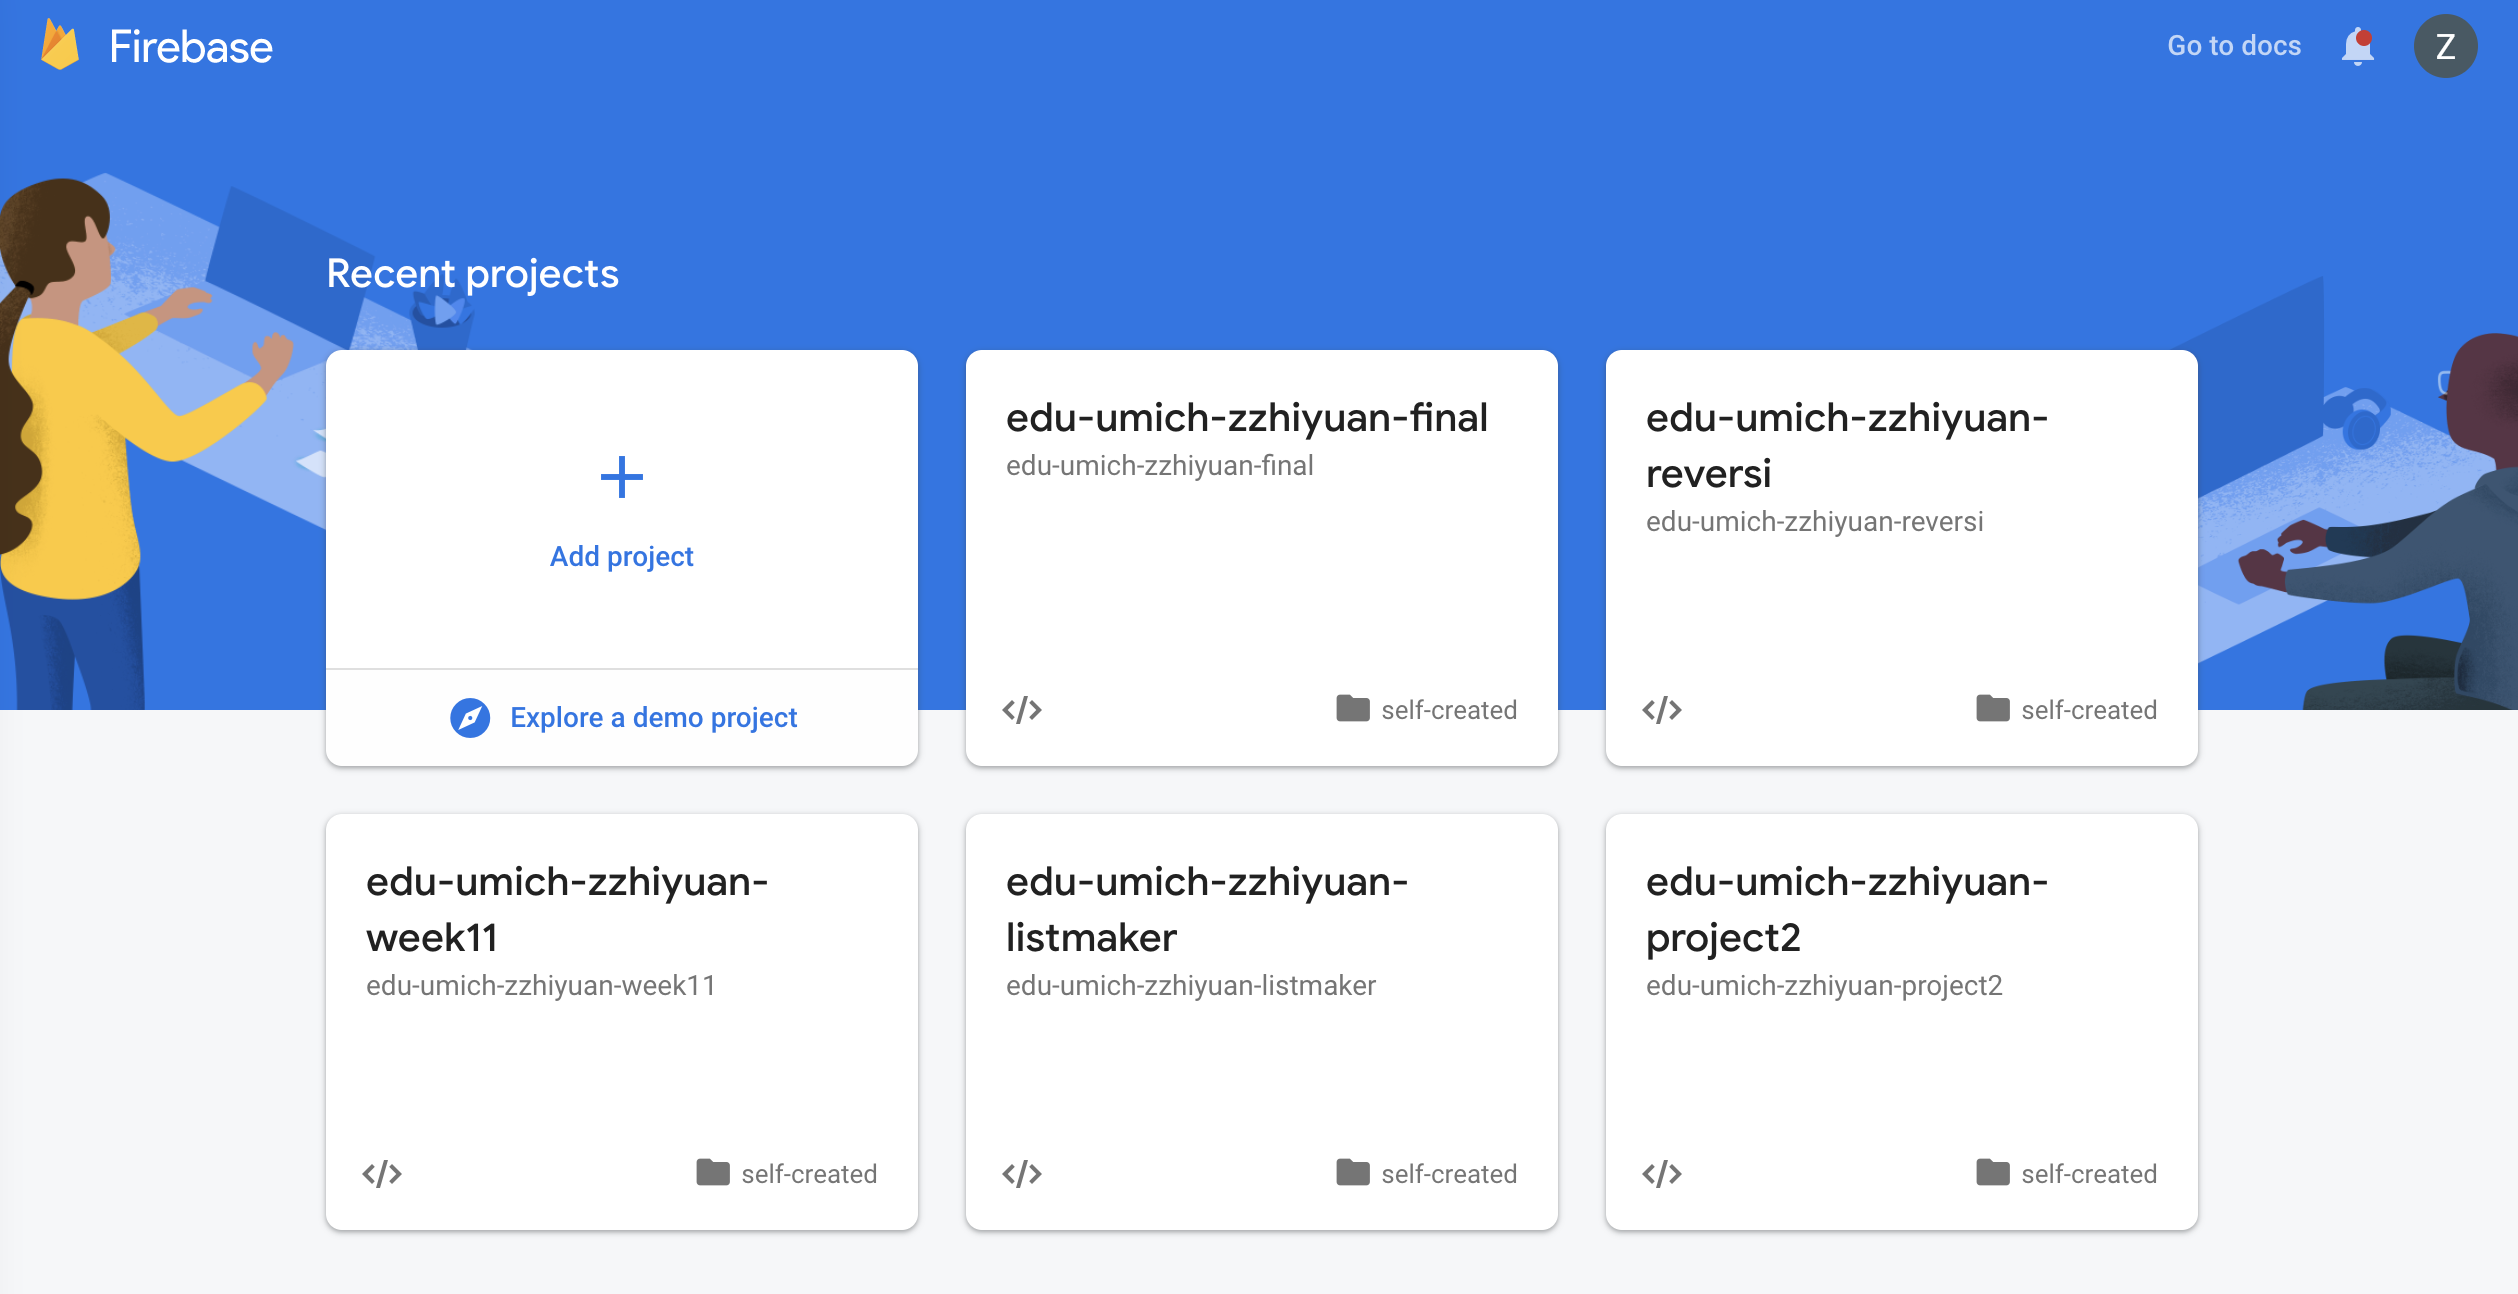 Firebase
Go to docs
Z
Recent projects
Add project
Explore a demo project
edu-umich-zzhiyuan-final
edu-umich-zzhiyuan-final
</>
self-created
edu-umich-zzhiyuan-
reversi
edu-umich-zzhiyuan-reversi
</>
self-created
edu-umich-zzhiyuan-
week11
edu-umich-zzhiyuan-week11
</>
self-created
edu-umich-zzhiyuan-
listmaker
edu-umich-zzhiyuan-listmaker
</>
self-created
edu-umich-zzhiyuan-
project2
edu-umich-zzhiyuan-project2
</>
self-created